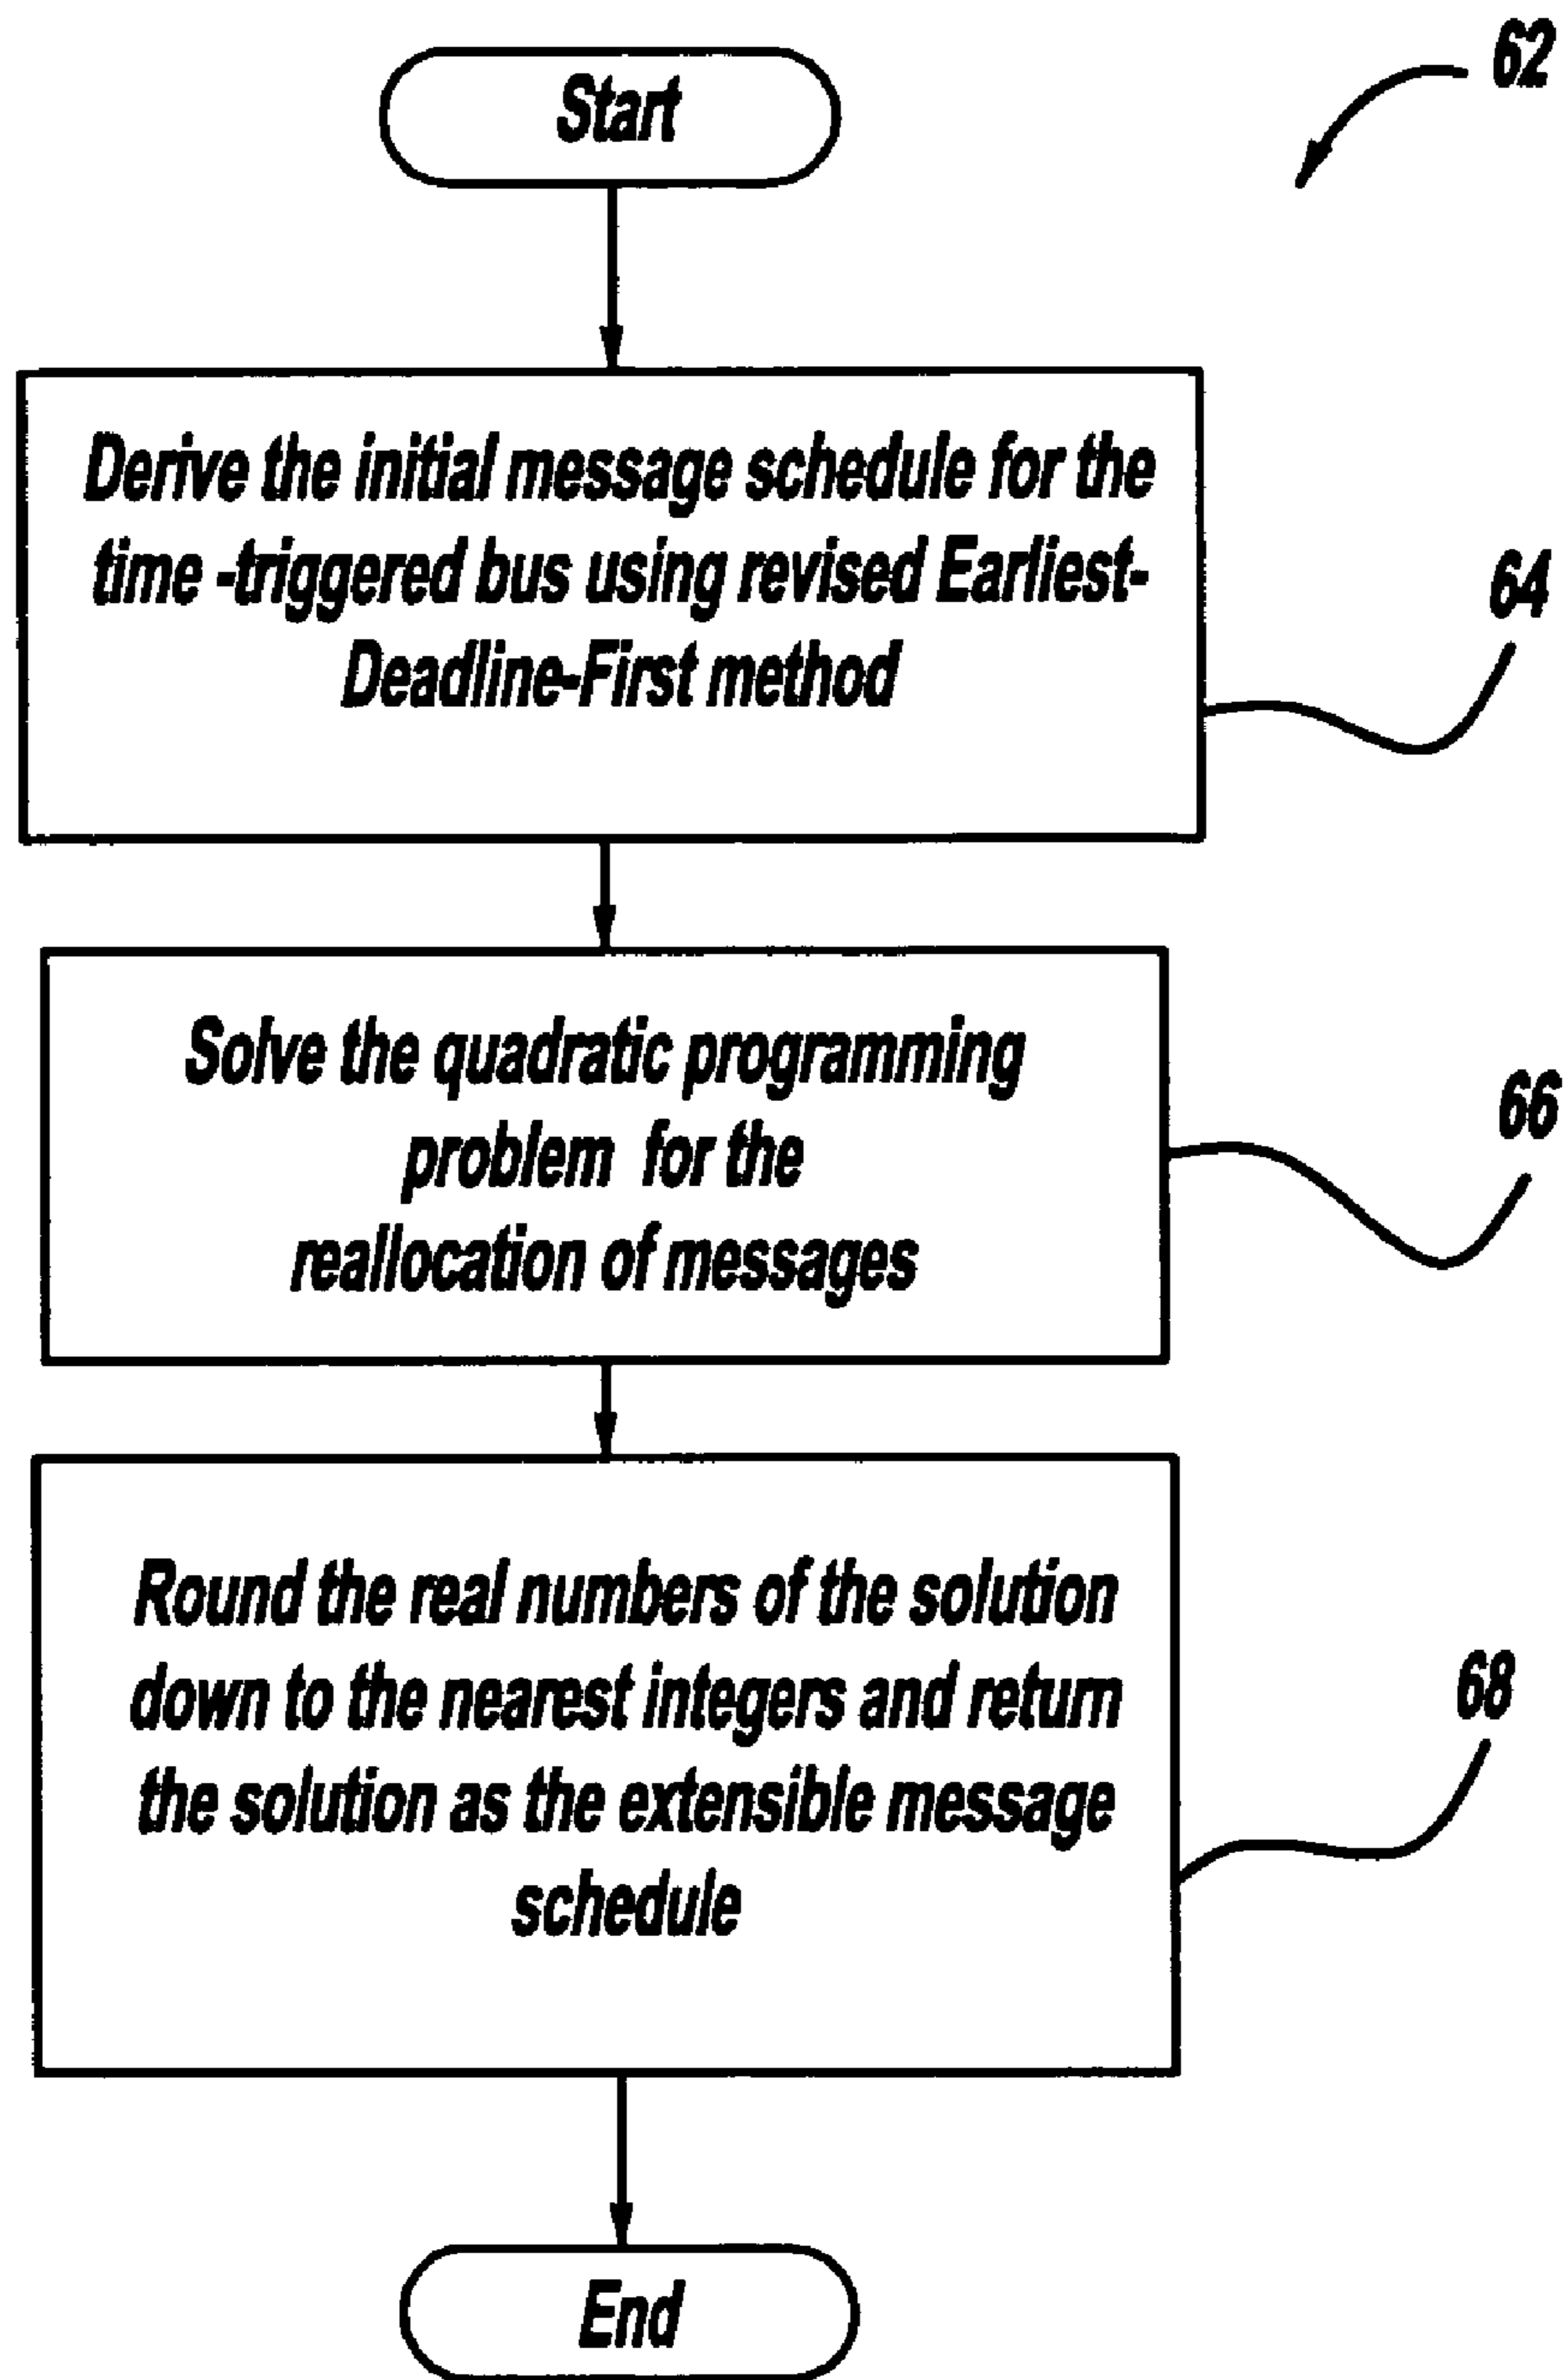 62
Start
Derive the initial message schedule for the
time -triggered bus using revised Earliest-
Deadline-First method
64
Solve the quadratic programming
problem for the
reallocation of messages
66
Round the real numbers of the solution
down to the nearest integers and return
the solution as the extensible message
schedule
68
End